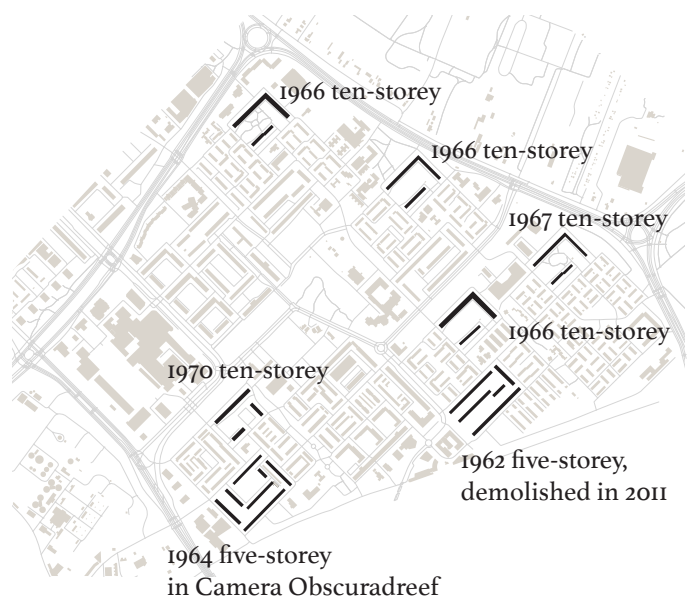 1966 ten-storey
1966 ten-storey
1967 ten-storey
1966 ten-storey
1970 ten-storey
1962 five-storey,
demolished in 2011
1964 five-storey
in Camera Obscuradreef